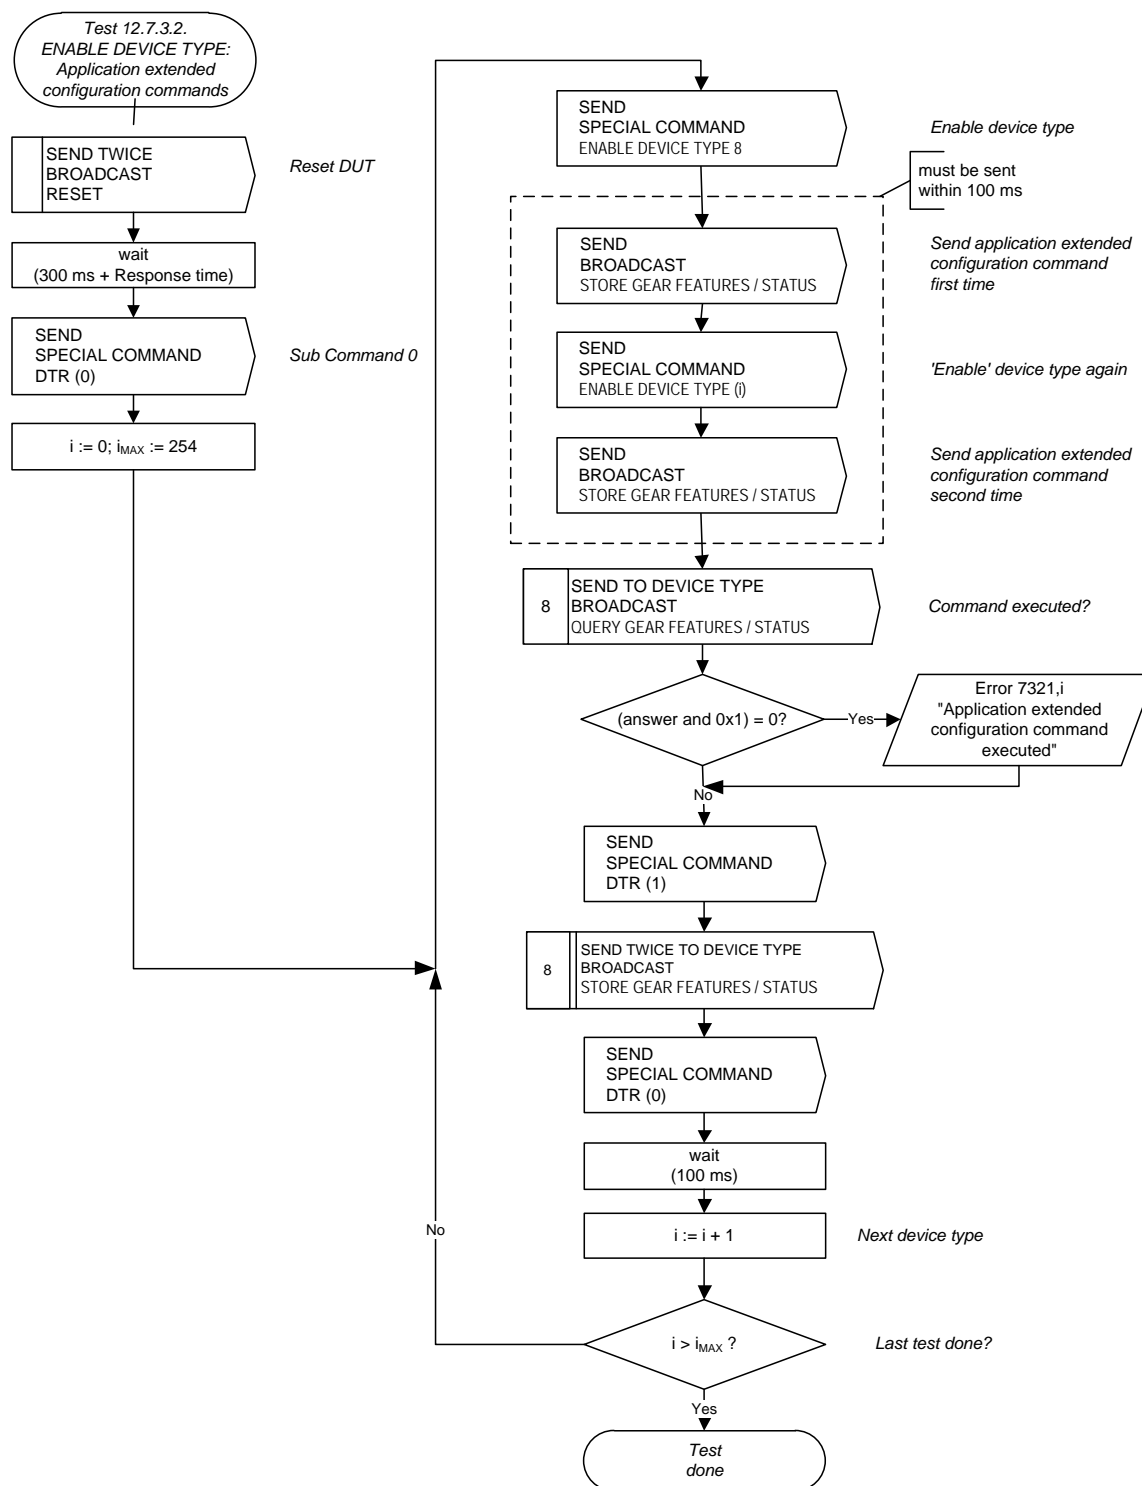 Test 12.7.3.2.
ENABLE DEVICE TYPE:
Application extended
configuration commands
SEND TWICE
BROADCAST
RESET
Reset DUT
wait
(300 ms + Response time)
SEND
SPECIAL COMMAND
DTR (0)
Sub Command 0
i := 0; iMAX := 254
SEND
SPECIAL COMMAND
ENABLE DEVICE TYPE 8
Enable device type
must be sent
within 100 ms
SEND
BROADCAST
STORE GEAR FEATURES / STATUS
Send application extended
configuration command
first time
SEND
SPECIAL COMMAND
ENABLE DEVICE TYPE (i)
'Enable' device type again
SEND
BROADCAST
STORE GEAR FEATURES / STATUS
Send application extended
configuration command
second time
8
SEND TO DEVICE TYPE
BROADCAST
QUERY GEAR FEATURES / STATUS
Command executed?
(answer and 0x1) = 0?
Yes
Error 7321,i
"Application extended
configuration command
executed"
No
SEND
SPECIAL COMMAND
DTR (1)
8
SEND TWICE TO DEVICE TYPE
BROADCAST
STORE GEAR FEATURES / STATUS
SEND
SPECIAL COMMAND
DTR (0)
wait
(100 ms)
i := i + 1
Next device type
No
i > iMAX ?
Last test done?
Yes
Test
done